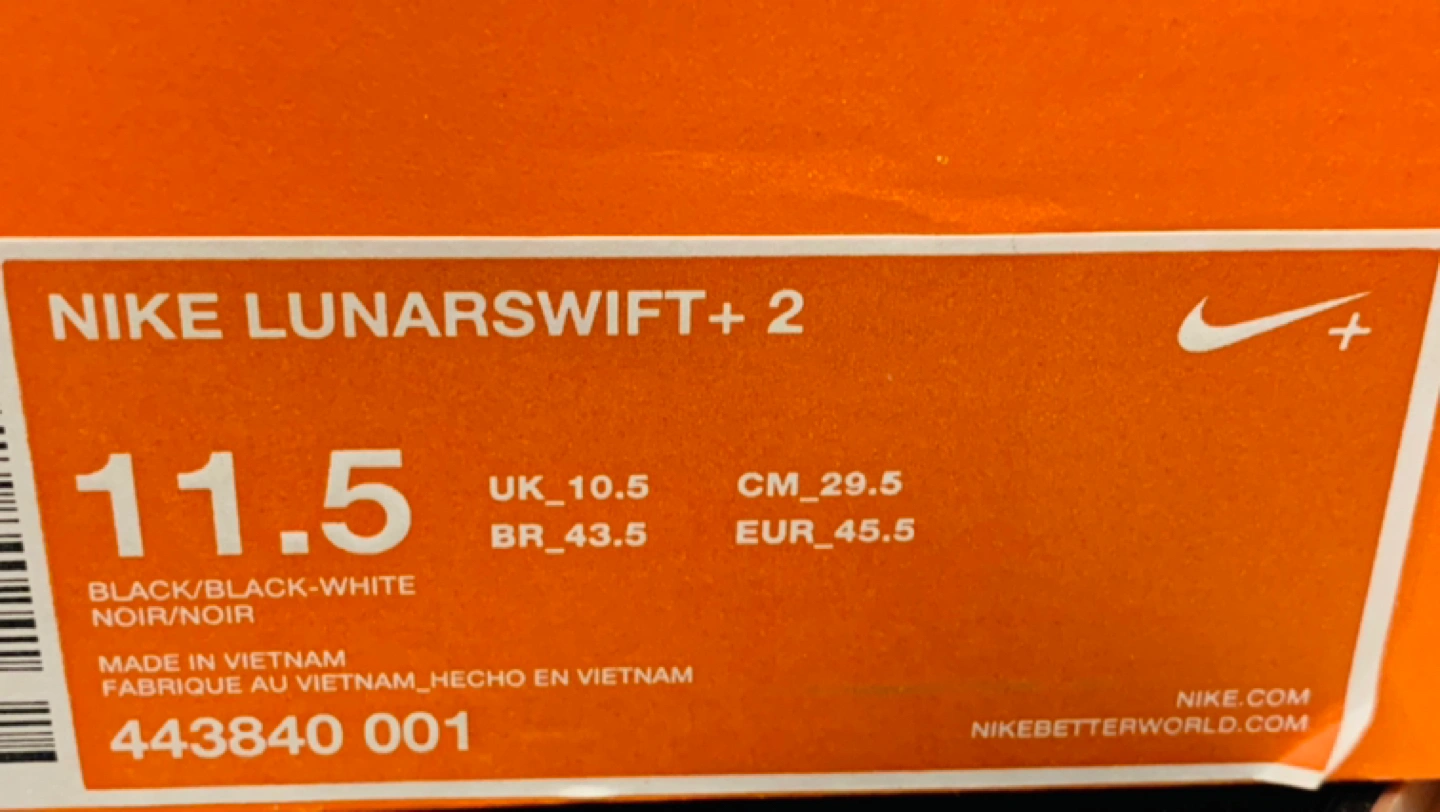 NIKE LUNARSWIFT+ 2
+
11.5
UK_10.5 CM_29.5
BR_43.5 EUR_45.5
BLACK/BLACK-WHITE
NOIR/NOIR
MADE IN VIETNAM
FABRIQUE AU VIETNAM_HECHO EN VIETNAM
443840 001
NIKE.COM
NIKEBETTERWORLD.COM